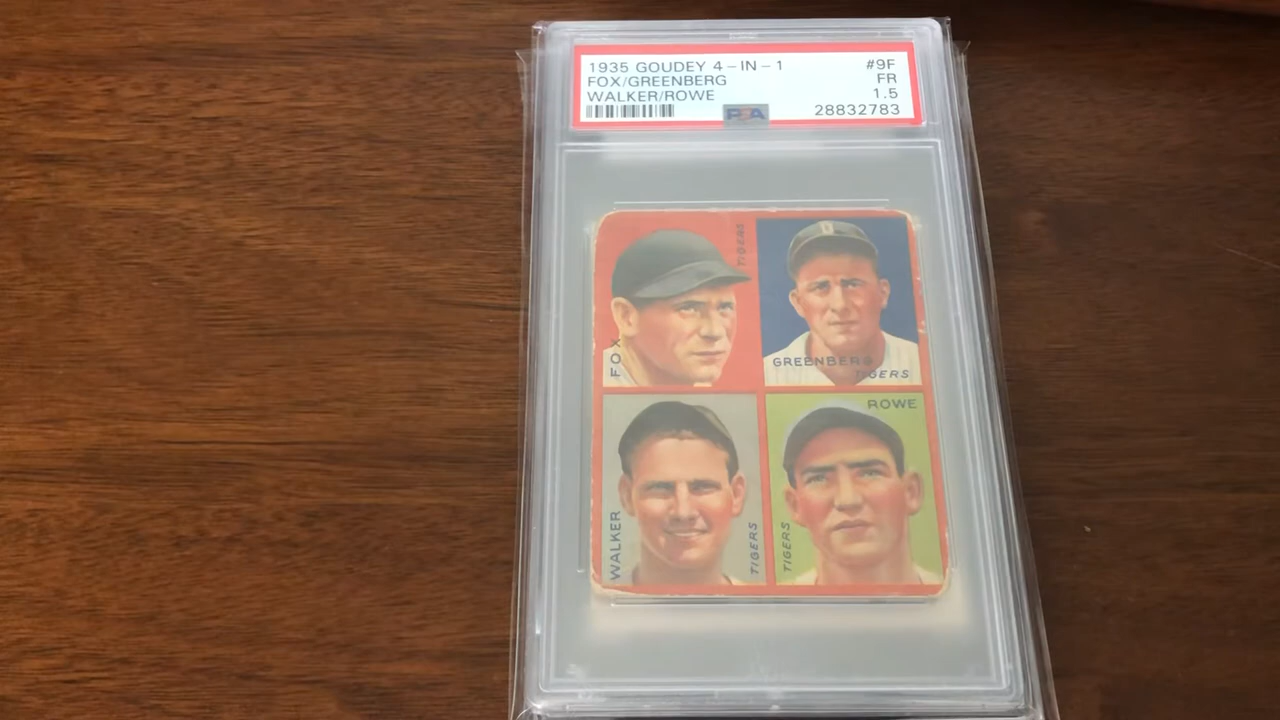 1935 GOUDEY 4-IN-1 #9F
FOX/GREENBERG FR
WALKER/ROWE 1.5
PSA 28832783
FOX
TIGERS
GREENBERG
TIGERS
WALKER
TIGERS
ROWE
TIGERS